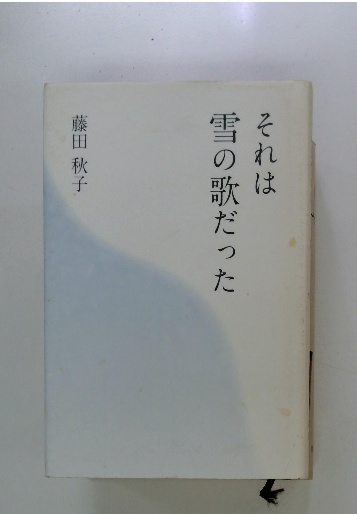 それは
雪の歌だった
藤田 秋子